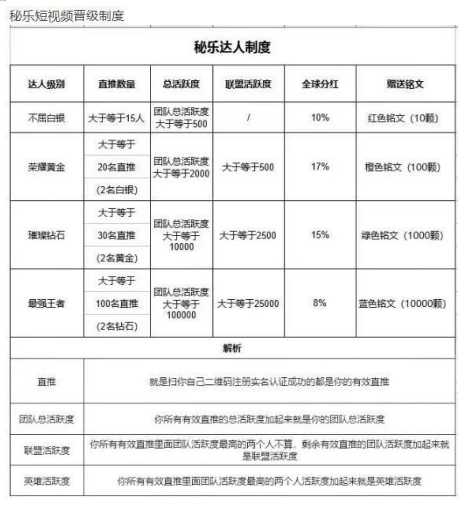 秘乐短视频晋级制度
秘乐达人制度
达人级别 直推数量 总活跃度 联盟活跃度 全球分红 赠送铭文
不屈白银 大于等于15人 团队总活跃度 / 10% 红色铭文（10颗）
大于等于500
大于等于
荣耀黄金 20名直推 团队总活跃度 大于等于500 17% 橙色铭文（100颗）
(2名白银) 大于等于2000
大于等于 团队总活跃度
璀璨钻石 30名直推 大于等于 大于等于2500 15% 绿色铭文（1000颗）
(2名黄金) 10000
大于等于 团队总活跃度
最强王者 100名直推 大于等于 大于等于25000 8% 蓝色铭文（10000颗）
(2名钻石) 100000
解析
直推 就是扫你自己二维码注册实名认证成功的都是你的有效直推
团队总活跃度 你所有有效直推的总活跃度加起来就是你的团队总活跃度
联盟活跃度 你所有有效直推里面团队活跃度最高的两个人不算，剩余有效直推的团队活跃度加起来就
是联盟活跃度
英雄活跃度 你所有有效直推里面团队活跃度最高的两个人活跃度加起来就是英雄活跃度